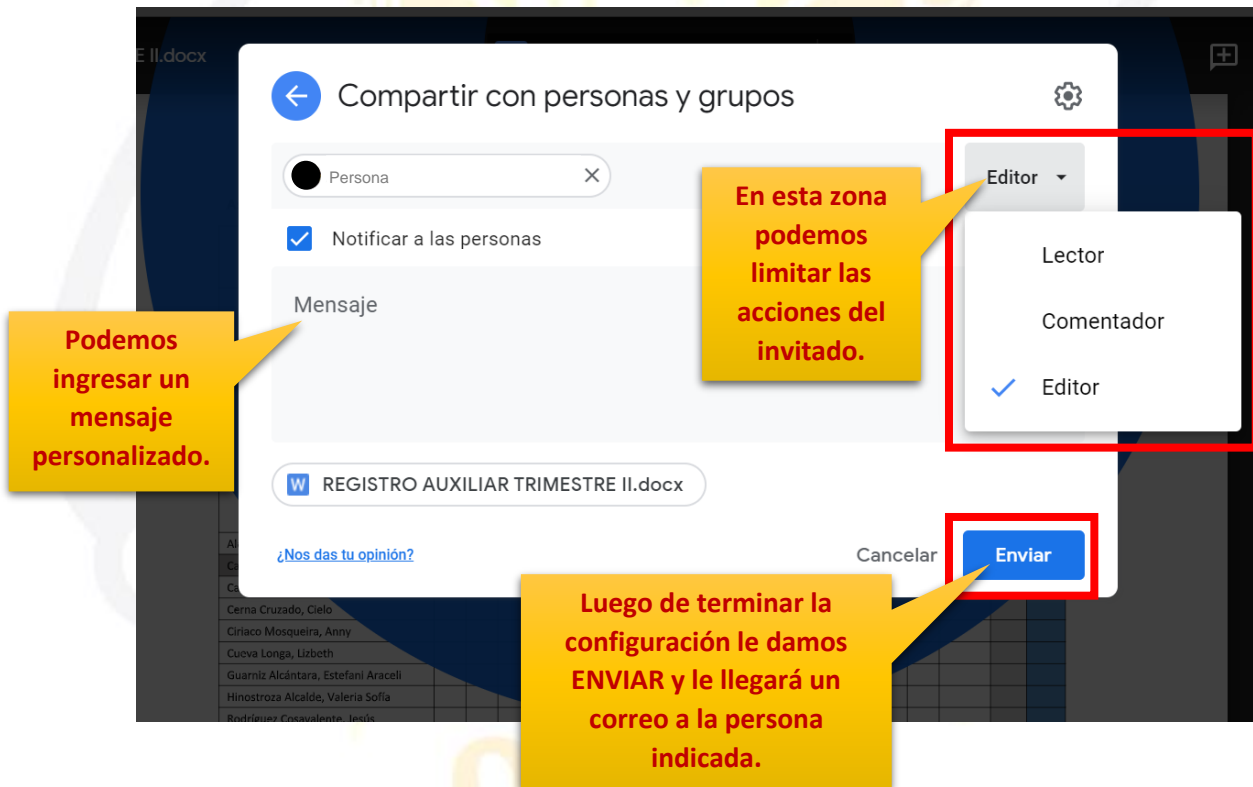 E II.docx
Compartir con personas y grupos
Persona
Editor
Notificar a las personas
En esta zona
podemos
limitar las
acciones del
invitado.
Lector
Comentador
Editor
Mensaje
Podemos
ingresar un
mensaje
personalizado.
W REGISTRO AUXILIAR TRIMESTRE II.docx
¿Nos das tu opinión?
Cancelar
Enviar
Luego de terminar la
configuración le damos
ENVIAR y le llegará un
correo a la persona
indicada.
Al
Ca
Ca
Cerna Cruzado, Cielo
Ciriaco Mosqueira, Anny
Cueva Longa, Lizbeth
Guarniz Alcántara, Estefani Araceli
Hinostroza Alcalde, Valeria Sofía
Rodríguez Cosavalente, Jesús